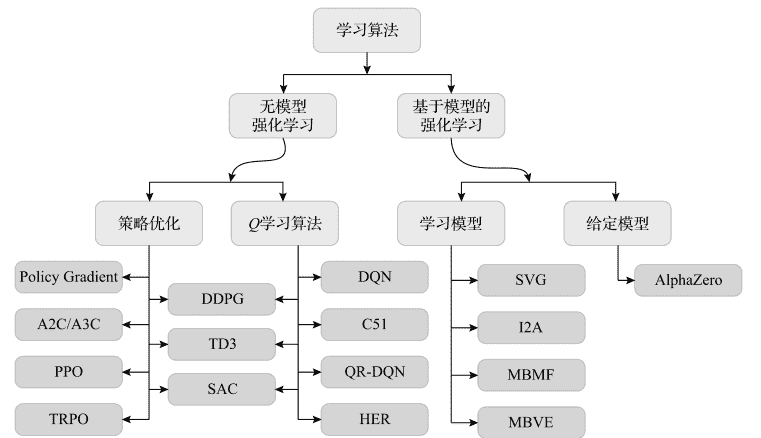 学习算法
无模型
强化学习
基于模型的
强化学习
策略优化
Q学习算法
学习模型
给定模型
Policy Gradient
A2C/A3C
PPO
TRPO
DDPG
TD3
SAC
DQN
C51
QR-DQN
HER
SVG
I2A
MBMF
MBVE
AlphaZero